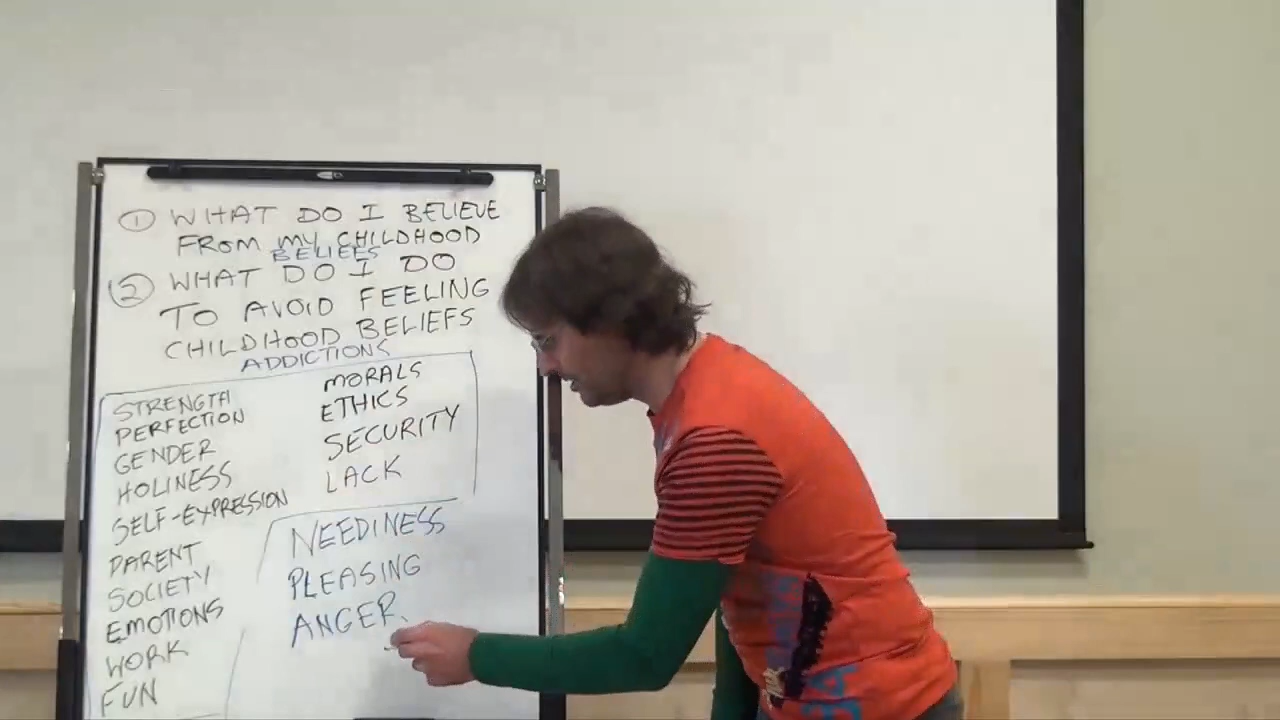 ① WHAT DO I BELIEVE
FROM MY CHILDHOOD
BELIEFS
② WHAT DO I DO
TO AVOID FEELING
CHILDHOOD BELIEFS
ADDICTIONS
STRENGTH
PERFECTION
GENDER
HOLINESS
SELF-EXPRESSION
PARENT
SOCIETY
EMOTIONS
WORK
FUN
MORALS
ETHICS
SECURITY
LACK
NEEDINESS
PLEASING
ANGER